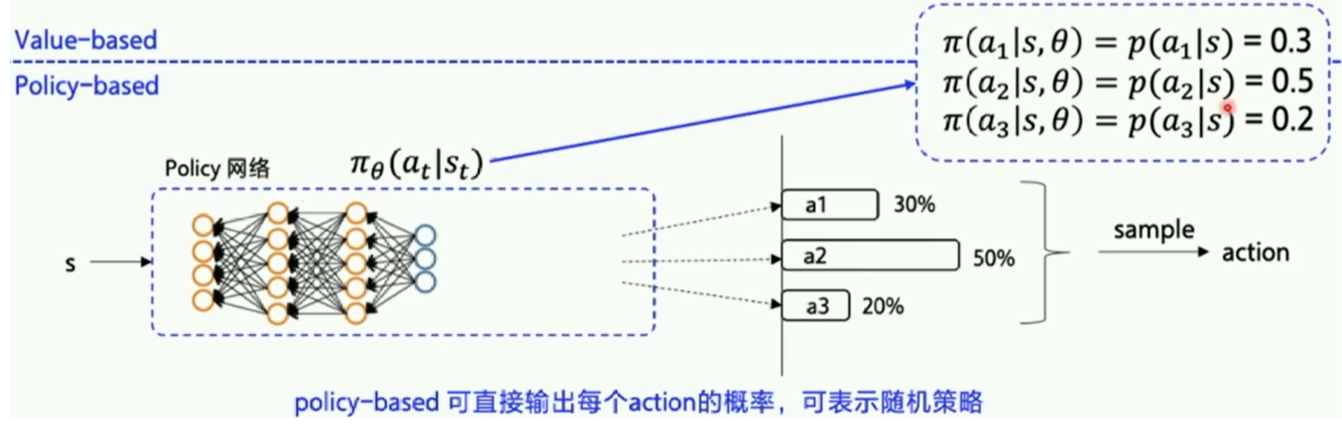 Value-based
Policy-based
π(a₁|s, θ) = p(a₁|s) = 0.3
π(a₂|s, θ) = p(a₂|s) = 0.5
π(a₃|s, θ) = p(a₃|s) = 0.2
Policy 网络
π_θ(a_t|s_t)
s
a1 30%
a2 50%
a3 20%
sample
action
policy-based 可直接输出每个action的概率，可表示随机策略